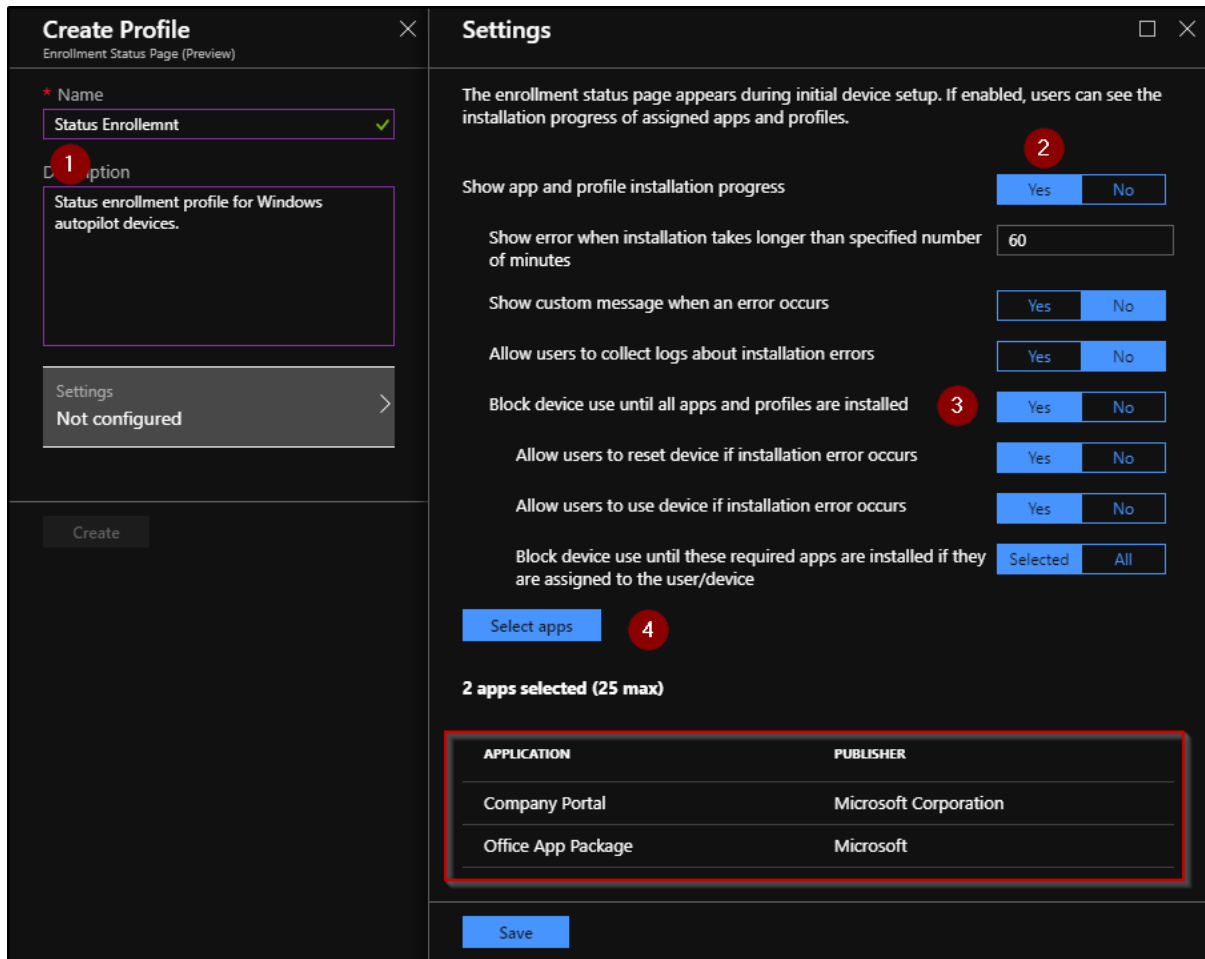 Create Profile
Enrollment Status Page (Preview)
* Name
Status Enrollemnt
1
Status enrollment profile for Windows
autopilot devices.
Settings
Not configured
Create
Settings
The enrollment status page appears during initial device setup. If enabled, users can see the
installation progress of assigned apps and profiles.
2
Show app and profile installation progress Yes No
Show error when installation takes longer than specified number
of minutes
60
Show custom message when an error occurs Yes No
Allow users to collect logs about installation errors Yes No
Block device use until all apps and profiles are installed 3 Yes No
Allow users to reset device if installation error occurs Yes No
Allow users to use device if installation error occurs Yes No
Block device use until these required apps are installed if they
are assigned to the user/device
Selected All
Select apps 4
2 apps selected (25 max)
APPLICATION PUBLISHER
Company Portal Microsoft Corporation
Office App Package Microsoft
Save